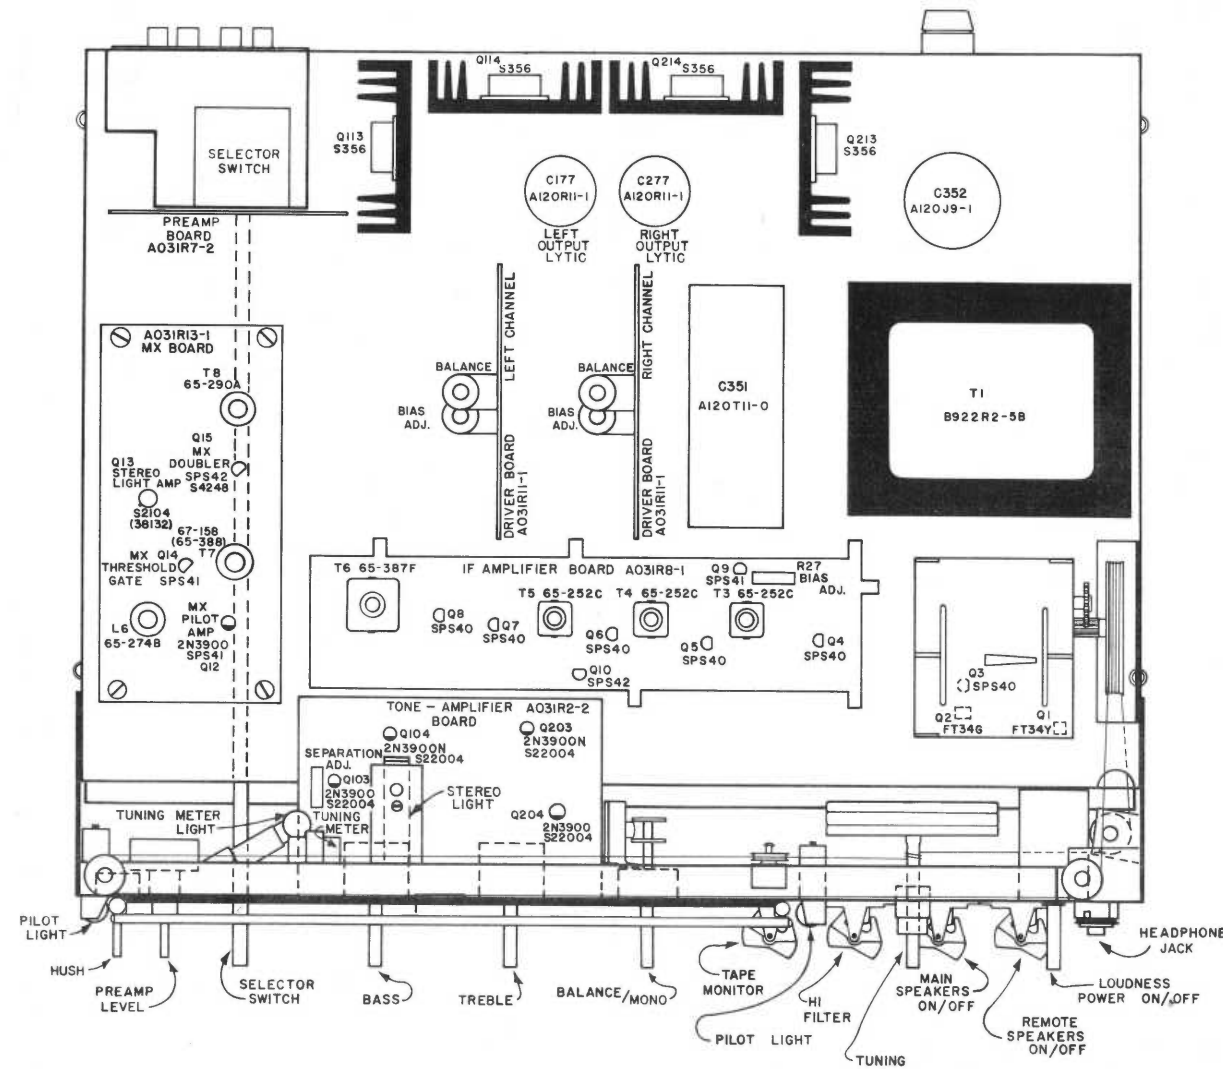 Q114
S356
Q214
S356
Q113
S356
SELECTOR
SWITCH
Q213
S356
C177
A120R11-1
C277
A120R11-1
C352
A120J9-1
PREAMP
BOARD
A031R7-2
LEFT
OUTPUT
LYTIC
RIGHT
OUTPUT
LYTIC
A031R13-1
MX BOARD
T8
65-290A
Q15
MX
DOUBLER
SPS42
S4248
Q13
STEREO
LIGHT AMP
S2104
(38132)
67-158
(65-388)
T7
MX Q14
THRESHOLD
GATE SPS41
L6
65-274B
MX
PILOT
AMP
2N3900
SPS41
Q12
BALANCE
BIAS
ADJ.
LEFT CHANNEL
DRIVER BOARD
A031R11-1
BALANCE
BIAS
ADJ.
RIGHT CHANNEL
DRIVER BOARD
A031R11-1
C351
A120T11-0
T1
B922R2-5B
T6 65-387F
IF AMPLIFIER BOARD A031R8-1
Q9
SPS41
R27
BIAS
ADJ.
T5 65-252C
T4 65-252C
T3 65-252C
Q8
SPS40
Q7
SPS40
Q6
SPS40
Q5
SPS40
Q4
SPS40
Q10
SPS42
Q3
SPS40
Q2
FT34G
Q1
FT34Y
TONE – AMPLIFIER A031R2-2
BOARD
Q104
2N3900N
S22004
Q203
2N3900N
S22004
SEPARATION
ADJ.
Q103
2N3900
S22004
STEREO
LIGHT
Q204
2N3900
S22004
TUNING METER
LIGHT
TUNING
METER
PILOT
LIGHT
HUSH
PREAMP
LEVEL
SELECTOR
SWITCH
BASS
TREBLE
BALANCE/MONO
TAPE
MONITOR
PILOT LIGHT
HI
FILTER
TUNING
MAIN
SPEAKERS
ON/OFF
REMOTE
SPEAKERS
ON/OFF
LOUDNESS
POWER ON/OFF
HEADPHONE
JACK